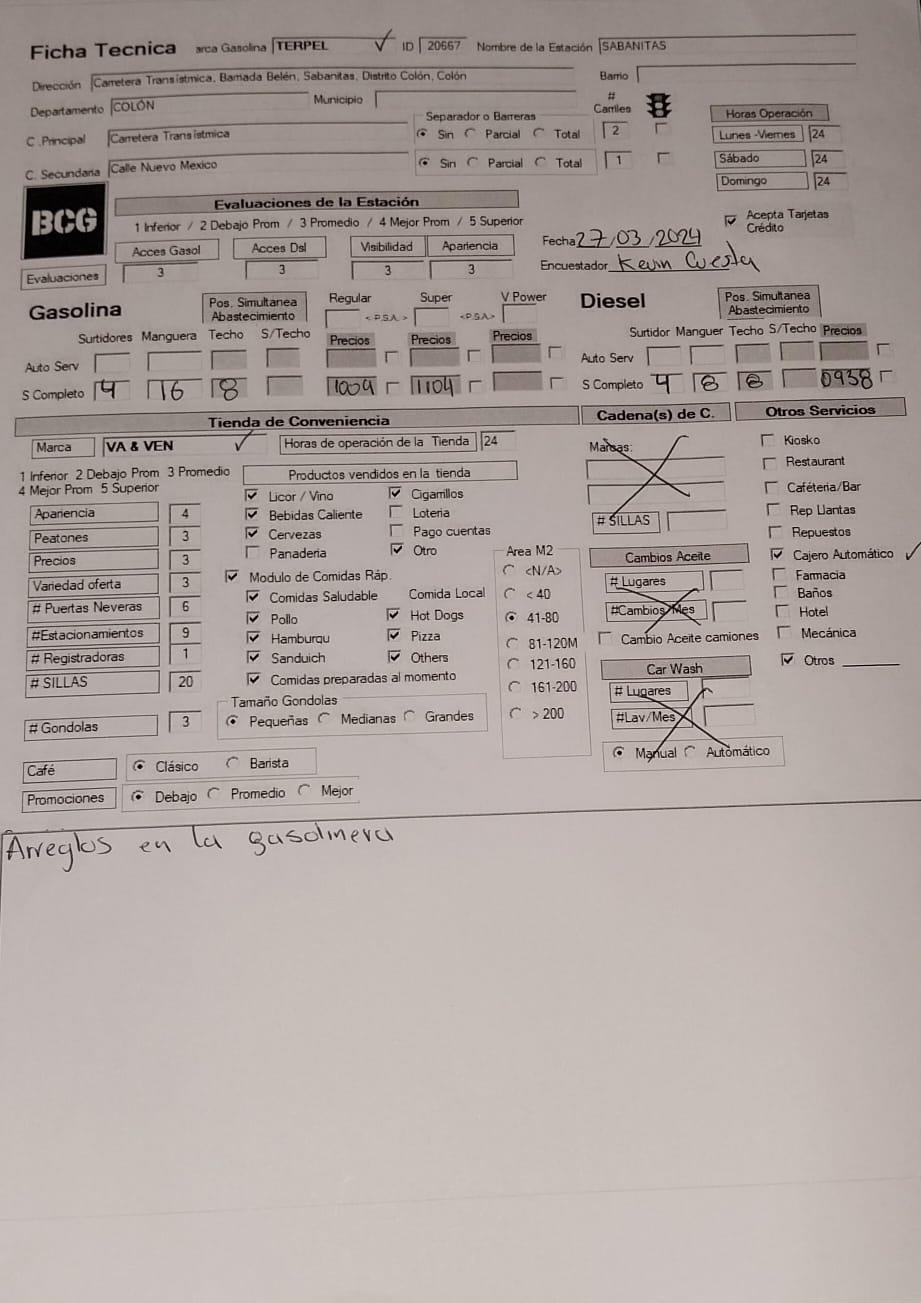 Ficha Tecnica arca Gasolina TERPEL ID 20667 Nombre de la Estación SABANITAS
Dirección Carretera Transístmica, Barriada Belén, Sabanitas, Distrito Colón, Colón Barrio
Departamento COLÓN Municipio # Carriles
C .Principal Carretera Transístmica Separador o Barreras Sin Parcial Total 2
C. Secundaria Calle Nuevo Mexico Sin Parcial Total 1
Horas Operación
Lunes -Viernes 24
Sábado 24
Domingo 24
BCG
Evaluaciones de la Estación
1 Inferior / 2 Debajo Prom / 3 Promedio / 4 Mejor Prom / 5 Superior
Acepta Tarjetas Crédito
Acces Gasol Acces Dsl Visibilidad Apariencia
Evaluaciones 3 3 3 3
Fecha 27/03/2024
Encuestador Kevin Cuesta
Gasolina Pos. Simultanea Abastecimiento Regular <P.S.A.> Super <P.S.A> V Power
Surtidores Manguera Techo S/Techo Precios Precios Precios
Auto Serv
S Completo 4 16 8 1009 1104
Diesel Pos. Simultanea Abastecimiento
Surtidor Manguer Techo S/Techo Precios
Auto Serv
S Completo 4 8 8 0938
Tienda de Conveniencia
Marca VA & VEN Horas de operación de la Tienda 24
1 Inferior 2 Debajo Prom 3 Promedio
4 Mejor Prom 5 Superior
Apariencia 4
Peatones 3
Precios 3
Variedad oferta 3
# Puertas Neveras 6
#Estacionamientos 9
# Registradoras 1
# SILLAS 20
# Gondolas 3
Productos vendidos en la tienda
Licor / Vino Cigarrillos
Bebidas Caliente Loteria
Cervezas Pago cuentas
Panaderia Otro
Modulo de Comidas Ráp.
Comidas Saludable Comida Local
Pollo Hot Dogs
Hamburqu Pizza
Sanduich Others
Comidas preparadas al momento
Tamaño Gondolas
Pequeñas Medianas Grandes
Area M2
<N/A>
< 40
41-80
81-120M
121-160
161-200
> 200
Café Clásico Barista
Promociones Debajo Promedio Mejor
Cadena(s) de C.
Marcas:
# SILLAS
Cambios Aceite
# Lugares
#Cambios/Mes
Cambio Aceite camiones
Car Wash
# Lugares
#Lav/Mes
Manual Automático
Otros Servicios
Kiosko
Restaurant
Caféteria/Bar
Rep Llantas
Repuestos
Cajero Automático
Farmacia
Baños
Hotel
Mecánica
Otros
Arreglos en la gasolinera